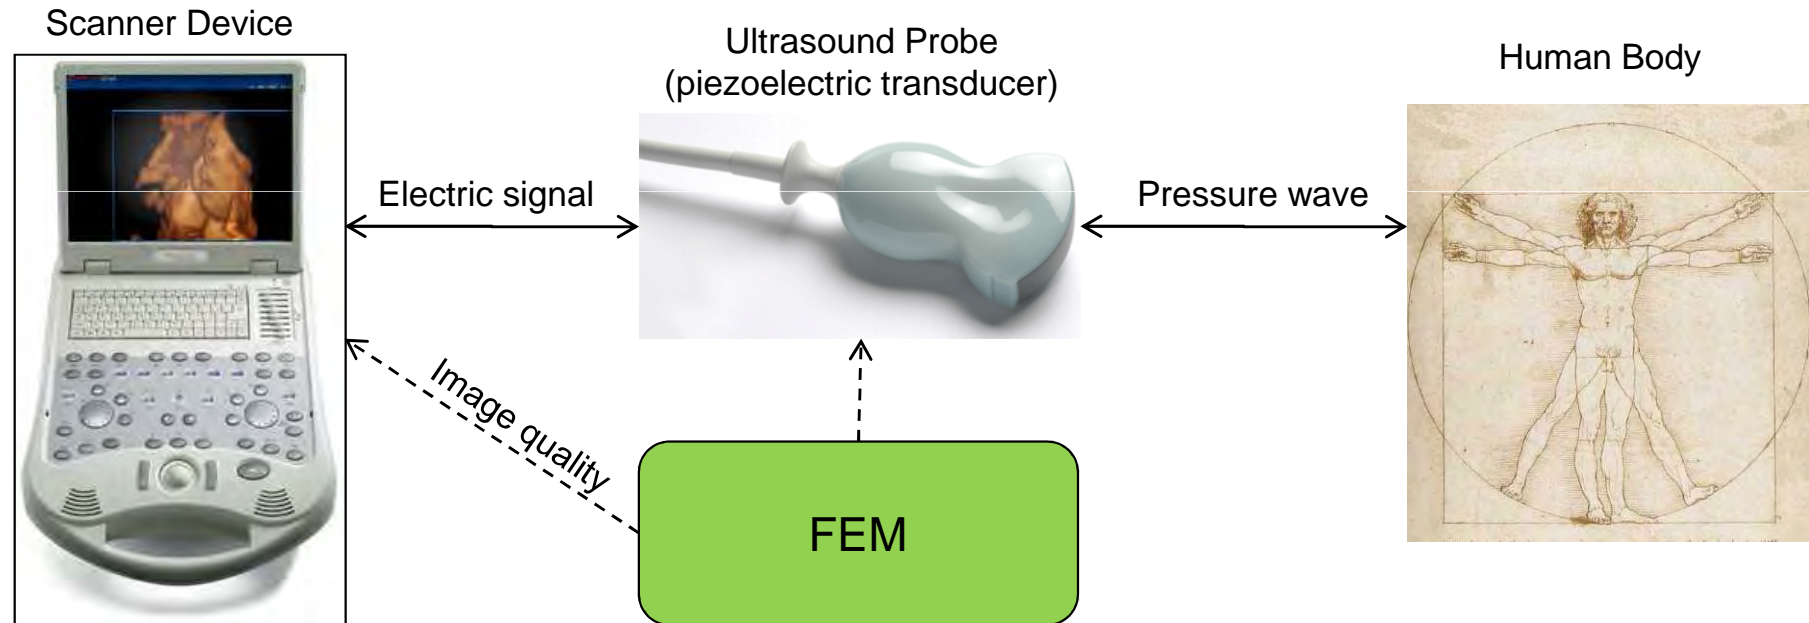 Scanner Device
Ultrasound Probe
(piezoelectric transducer)
Human Body
Electric signal
Pressure wave
Image quality
FEM